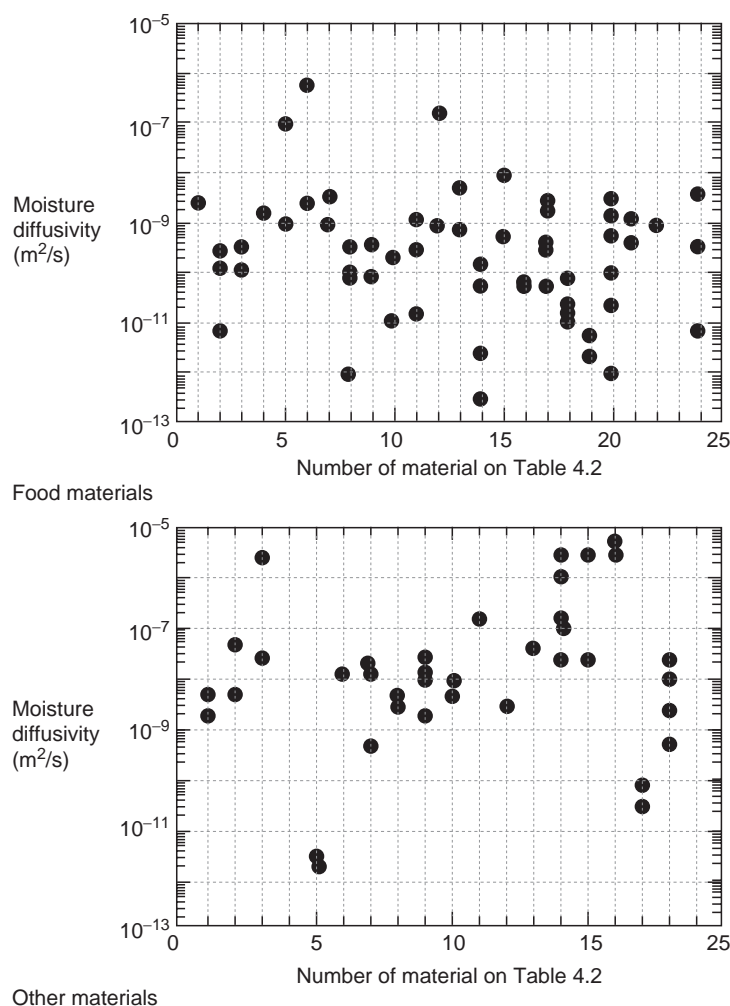 10⁻⁵
10⁻⁷
10⁻⁹
10⁻¹¹
10⁻¹³
Moisture
diffusivity
(m²/s)
0 5 10 15 20 25
Number of material on Table 4.2
Food materials
10⁻⁵
10⁻⁷
10⁻⁹
10⁻¹¹
10⁻¹³
Moisture
diffusivity
(m²/s)
0 5 10 15 25
Number of material on Table 4.2
Other materials